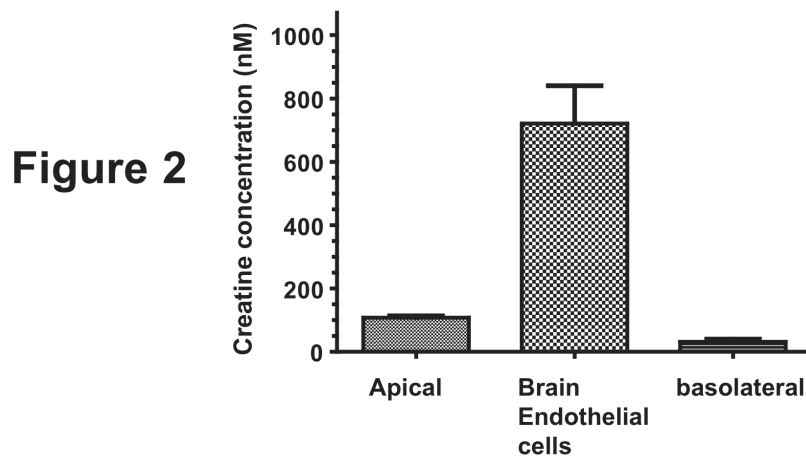 Figure 2
Creatine concentration (nM)
1000
800
600
400
200
0
Apical
Brain
Endothelial
cells
basolateral